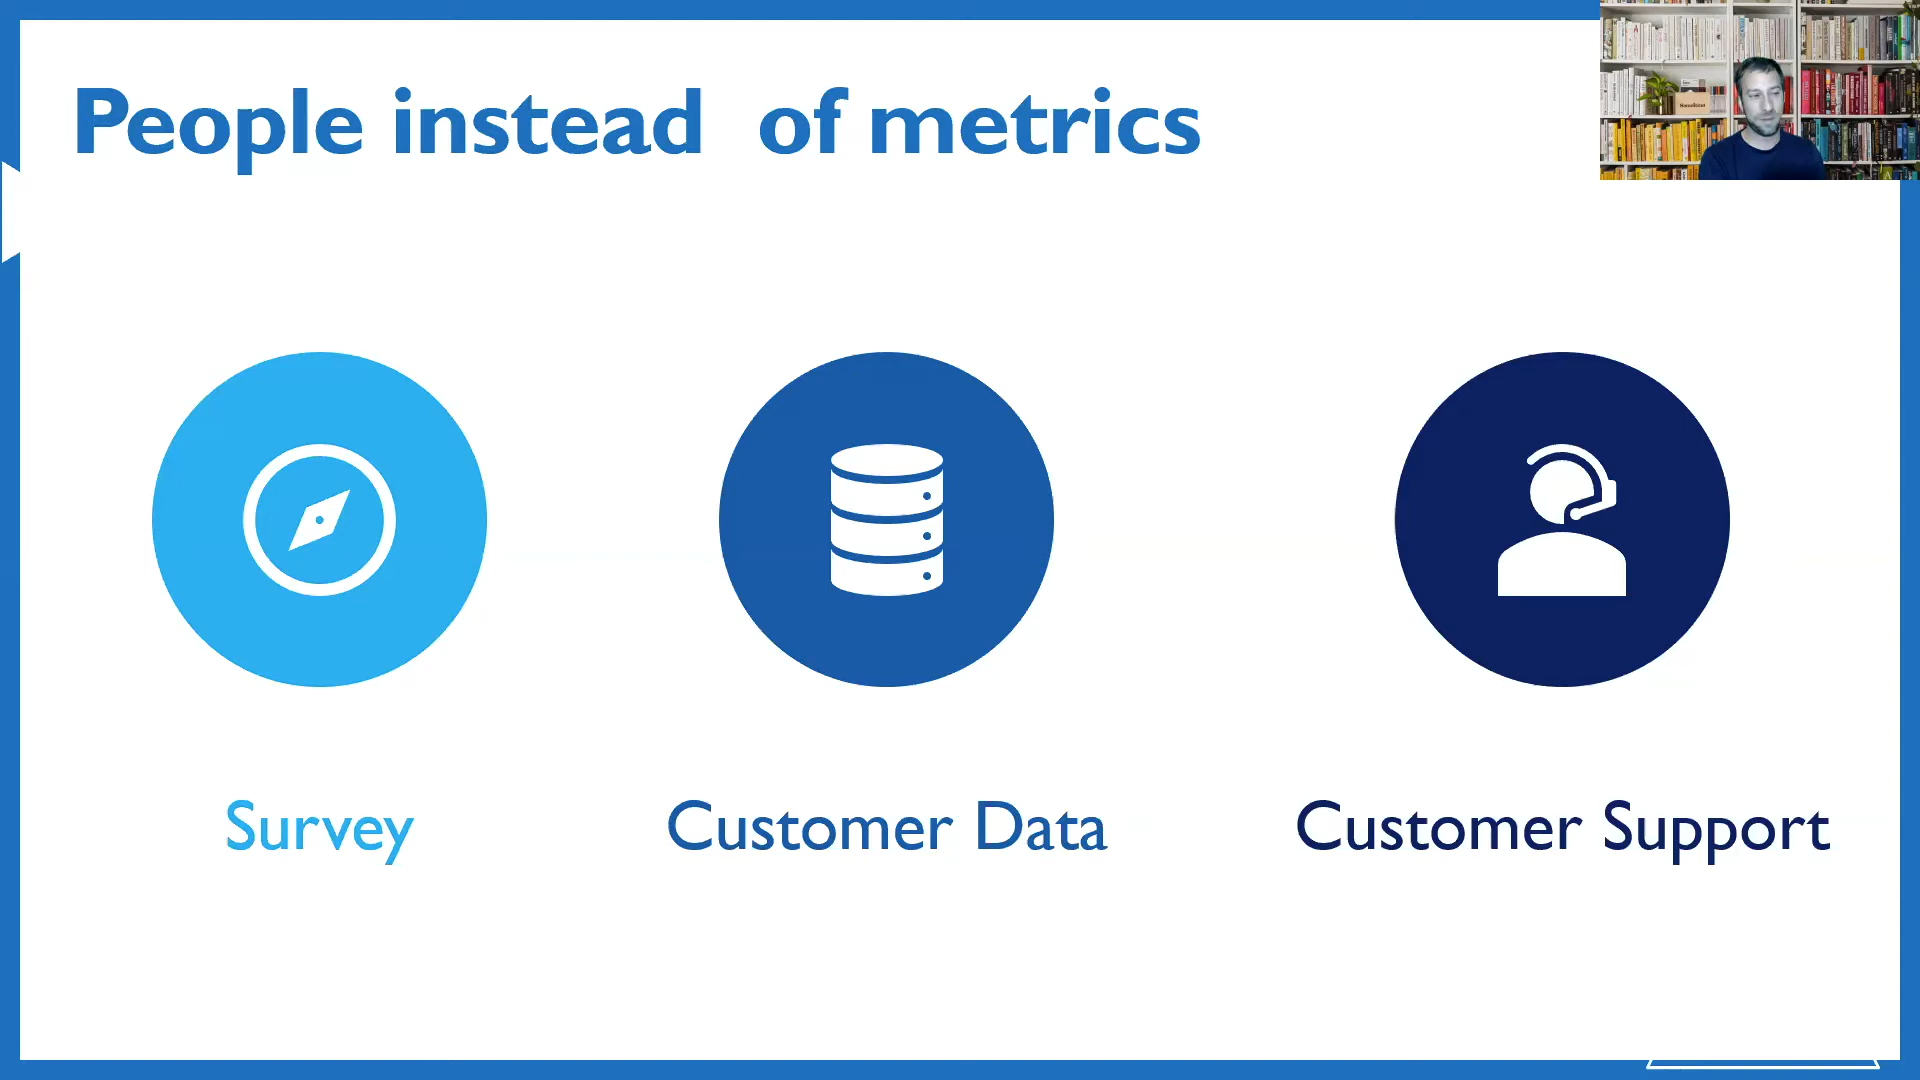 People instead  of metrics
Survey
Customer Data
Customer Support